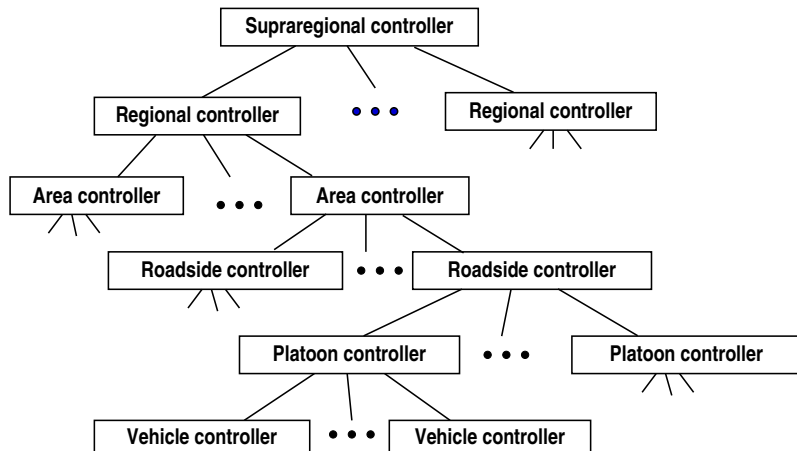 Supraregional controller
Regional controller
Regional controller
Area controller
Area controller
Roadside controller
Roadside controller
Platoon controller
Platoon controller
Vehicle controller
Vehicle controller